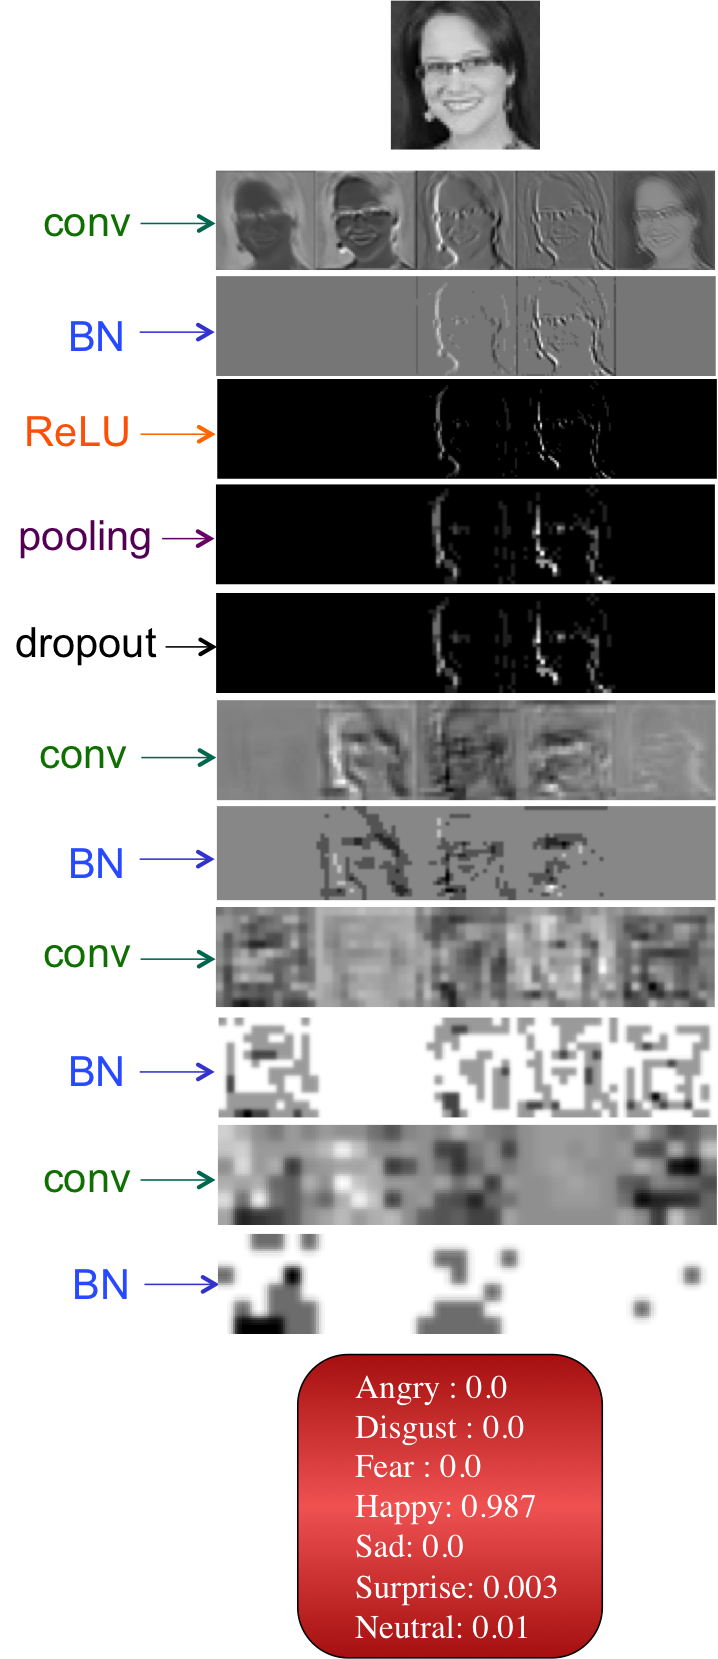 conv
BN
ReLU
pooling
dropout
conv
BN
conv
BN
conv
BN
Angry : 0.0
Disgust : 0.0
Fear : 0.0
Happy: 0.987
Sad: 0.0
Surprise: 0.003
Neutral: 0.01